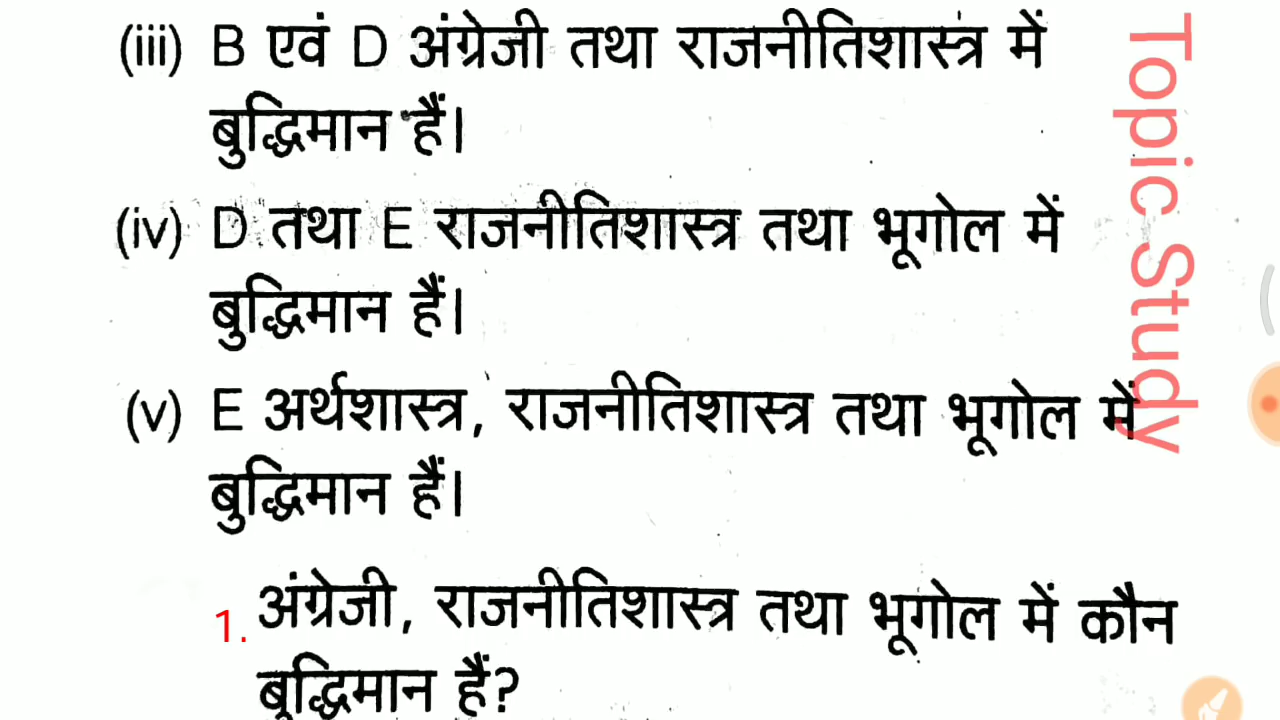 (iii) B एवं D अंग्रेजी तथा राजनीतिशास्त्र में
बुद्धिमान हैं।
(iv) D तथा E राजनीतिशास्त्र तथा भूगोल में
बुद्धिमान हैं।
(v) E अर्थशास्त्र, राजनीतिशास्त्र तथा भूगोल में
बुद्धिमान हैं।
1. अंग्रेजी, राजनीतिशास्त्र तथा भूगोल में कौन
बुद्धिमान हैं?
Topic Study